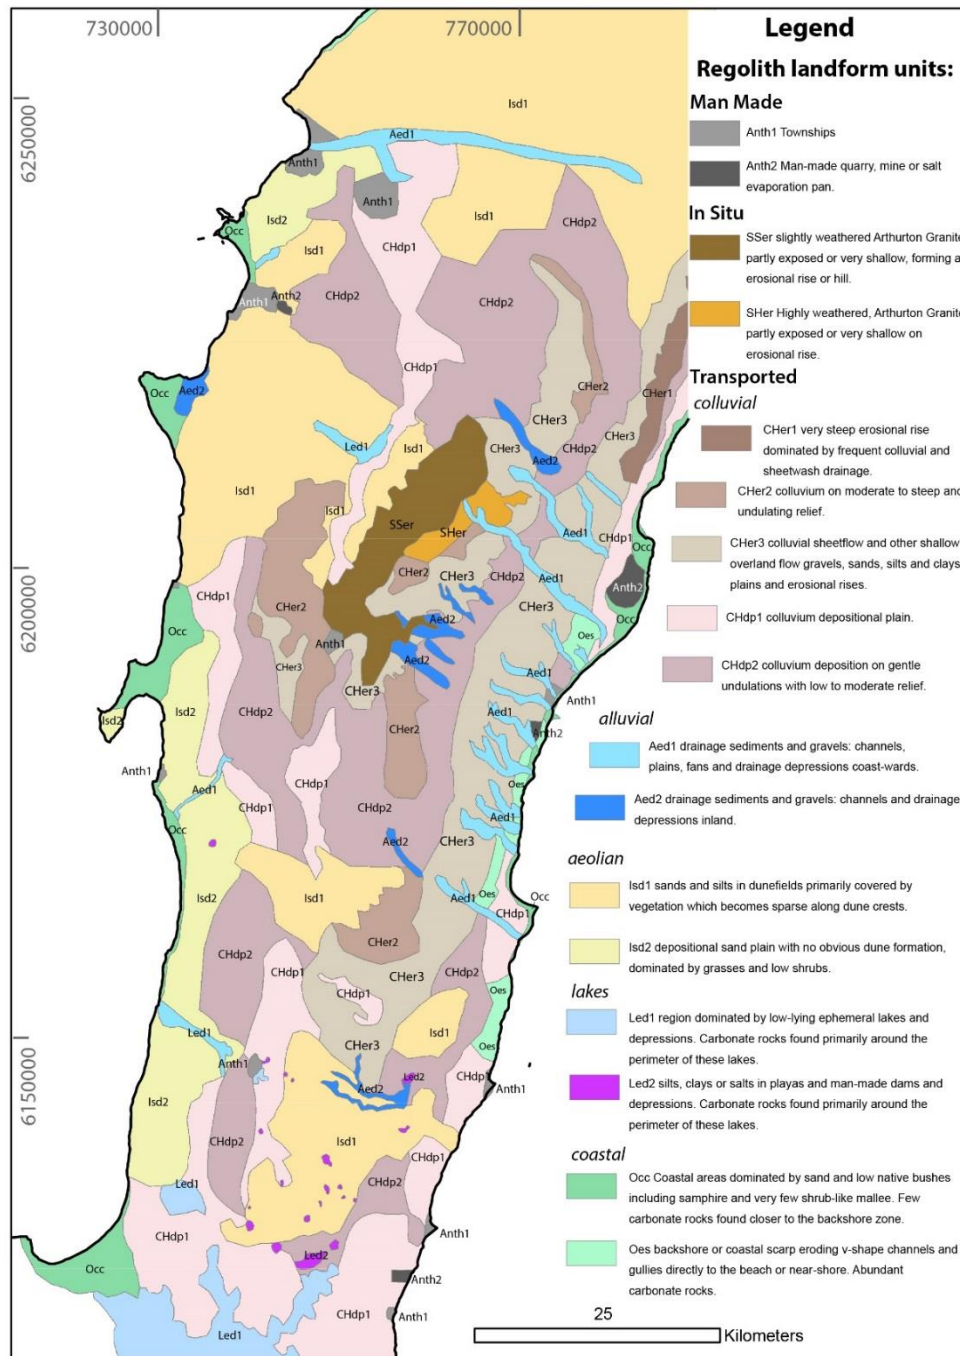 730000
770000
Legend
Regolith landform units:
Man Made
Anth1 Townships
Anth2 Man-made quarry, mine or salt
evaporation pan.
In Situ
SSer slightly weathered Arthurton Granite
partly exposed or very shallow, forming a
erosional rise or hill.
SHer Highly weathered, Arthurton Granite
partly exposed or very shallow on
erosional rise.
Transported
colluvial
CHer1 very steep erosional rise
dominated by frequent colluvial and
sheetwash drainage.
CHer2 colluvium on moderate to steep and
undulating relief.
CHer3 colluvial sheetflow and other shallow
overland flow gravels, sands, silts and clays
plains and erosional rises.
CHdp1 colluvium depositional plain.
CHdp2 colluvium deposition on gentle
undulations with low to moderate relief.
alluvial
Aed1 drainage sediments and gravels: channels,
plains, fans and drainage depressions coast-wards.
Aed2 drainage sediments and gravels: channels and drainage
depressions inland.
aeolian
Isd1 sands and silts in dunefields primarily covered by
vegetation which becomes sparse along dune crests.
Isd2 depositional sand plain with no obvious dune formation,
dominated by grasses and low shrubs.
lakes
Led1 region dominated by low-lying ephemeral lakes and
depressions. Carbonate rocks found primarily around the
perimeter of these lakes.
Led2 silts, clays or salts in playas and man-made dams and
depressions. Carbonate rocks found primarily around the
perimeter of these lakes.
coastal
Occ Coastal areas dominated by sand and low native bushes
including samphire and very few shrub-like mallee. Few
carbonate rocks found closer to the backshore zone.
Oes backshore or coastal scarp eroding v-shape channels and
gullies directly to the beach or near-shore. Abundant
carbonate rocks.
25
Kilometers
6250000
6200000
6150000
Isd1
Aed1
Anth1
Anth1
Isd2
Isd1
CHdp2
Occ
CHdp1
Isd1
Anth2
Anth1
CHdp2
CHdp2
CHdp1
CHer2
CHer1
Occ
Aed2
CHer3
CHer3
Led1
Isd1
CHer3
CHdp2
Aed2
Isd1
Isd1
SSer
SHer
Aed1
CHdp1
Occ
CHer2
CHer3
CHdp2
Aed1
Anth2
CHdp1
CHer2
CHer3
Occ
Aed2
Anth1
Oes
CHer3
Aed2
CHer3
Aed1
Isd2
Isd2
CHdp2
CHer2
Aed1
Anth1
Anth2
Anth1
Aed1
CHdp1
CHdp1
Oes
Occ
CHdp2
Aed2
CHer3
Aed1
Isd2
Isd1
Aed1
Oes
Occ
CHdp1
CHer2
CHdp2
CHdp1
CHer3
CHdp2
CHdp1
Oes
Led1
Isd1
Oes
CHer3
Anth1
Led2
CHdp1
Aed2
Anth1
Isd2
Isd1
CHdp2
CHdp1
Led1
CHdp2
CHdp1
Anth1
Led2
Occ
Anth2
CHdp1
Anth1
Led1